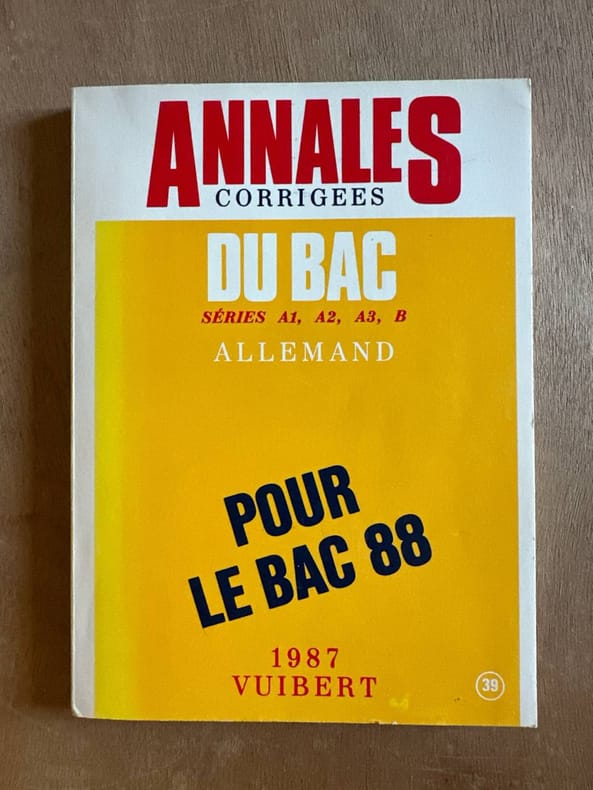 ANNALES
CORRIGEES
DU BAC
SÉRIES A1, A2, A3, B
ALLEMAND
POUR
LE BAC 88
1987
VUIBERT
39